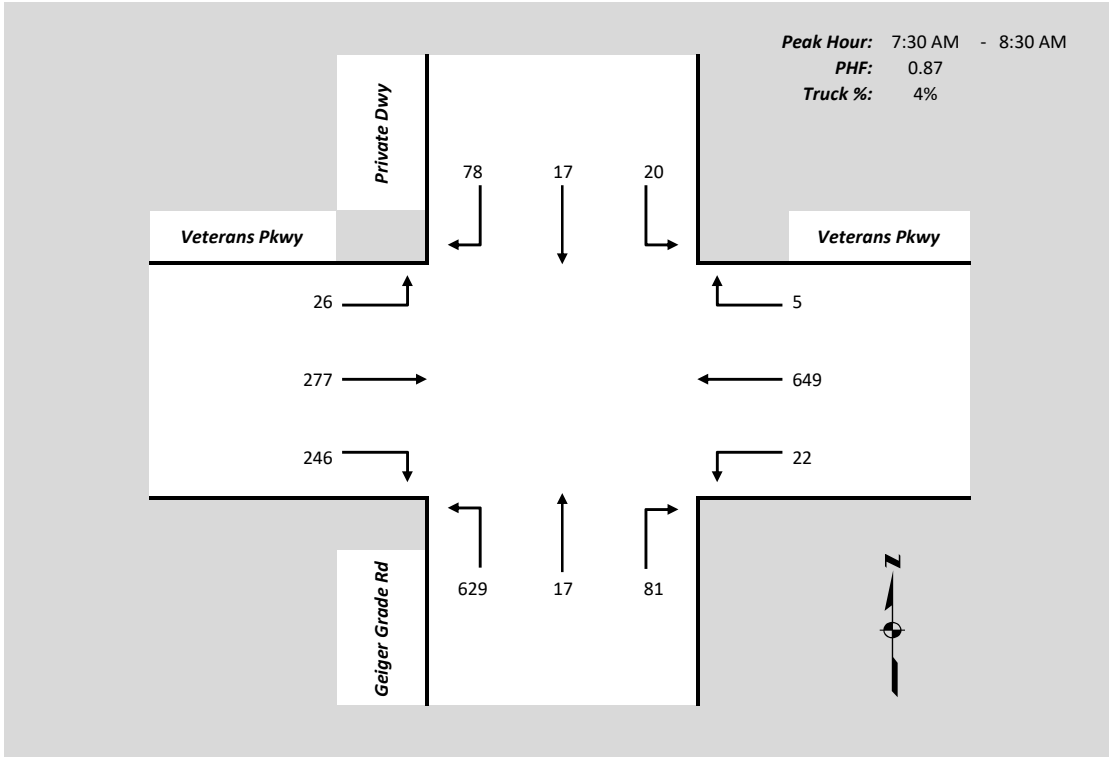 Peak Hour: 7:30 AM - 8:30 AM
PHF: 0.87
Truck %: 4%
Private Dwy
78 17 20
Veterans Pkwy
Veterans Pkwy
26
5
277
649
246
22
629 17 81
Geiger Grade Rd
N